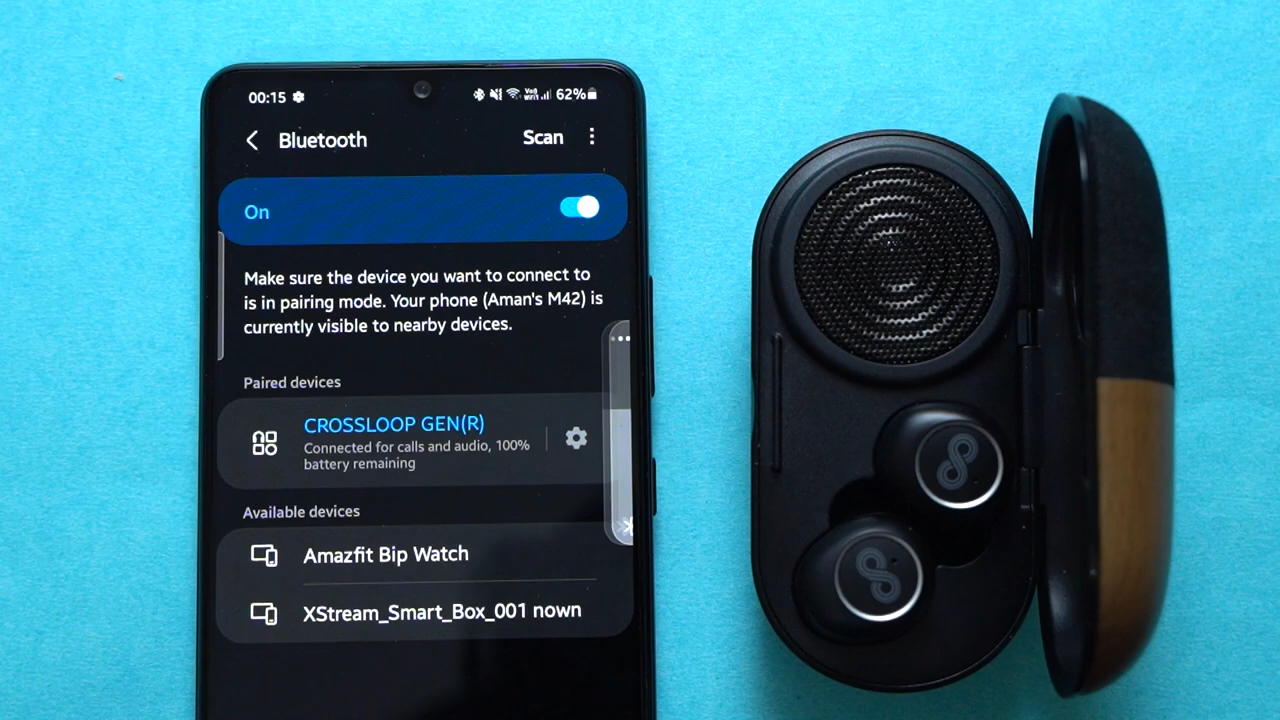 00:15
Vo))
WiFi1
62%
Bluetooth
Scan
On
Make sure the device you want to connect to
is in pairing mode. Your phone (Aman's M42) is
currently visible to nearby devices.
Paired devices
CROSSLOOP GEN(R)
Connected for calls and audio, 100%
battery remaining
Available devices
Amazfit Bip Watch
XStream_Smart_Box_001 nown